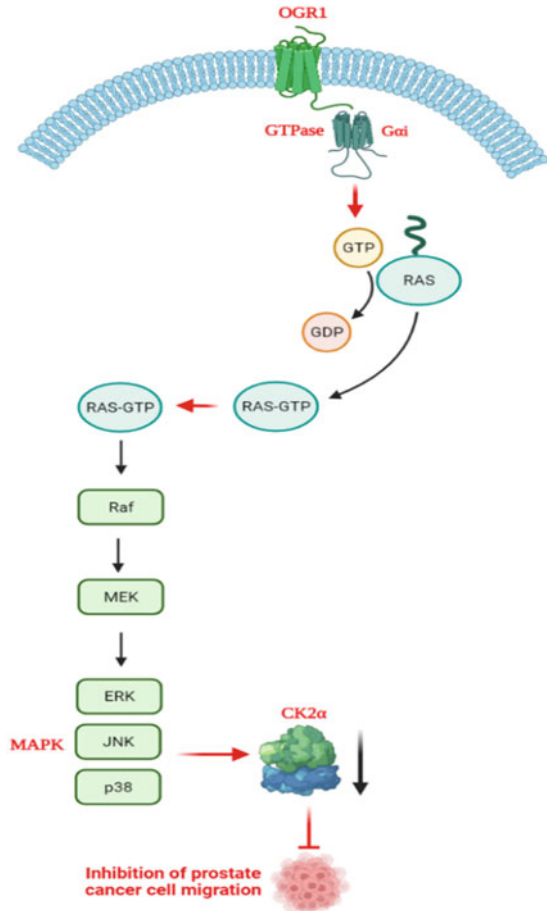 OGR1
GTPase
Gαi
GTP
RAS
GDP
RAS-GTP
RAS-GTP
Raf
MEK
ERK
MAPK
JNK
p38
CK2α
Inhibition of prostate
cancer cell migration